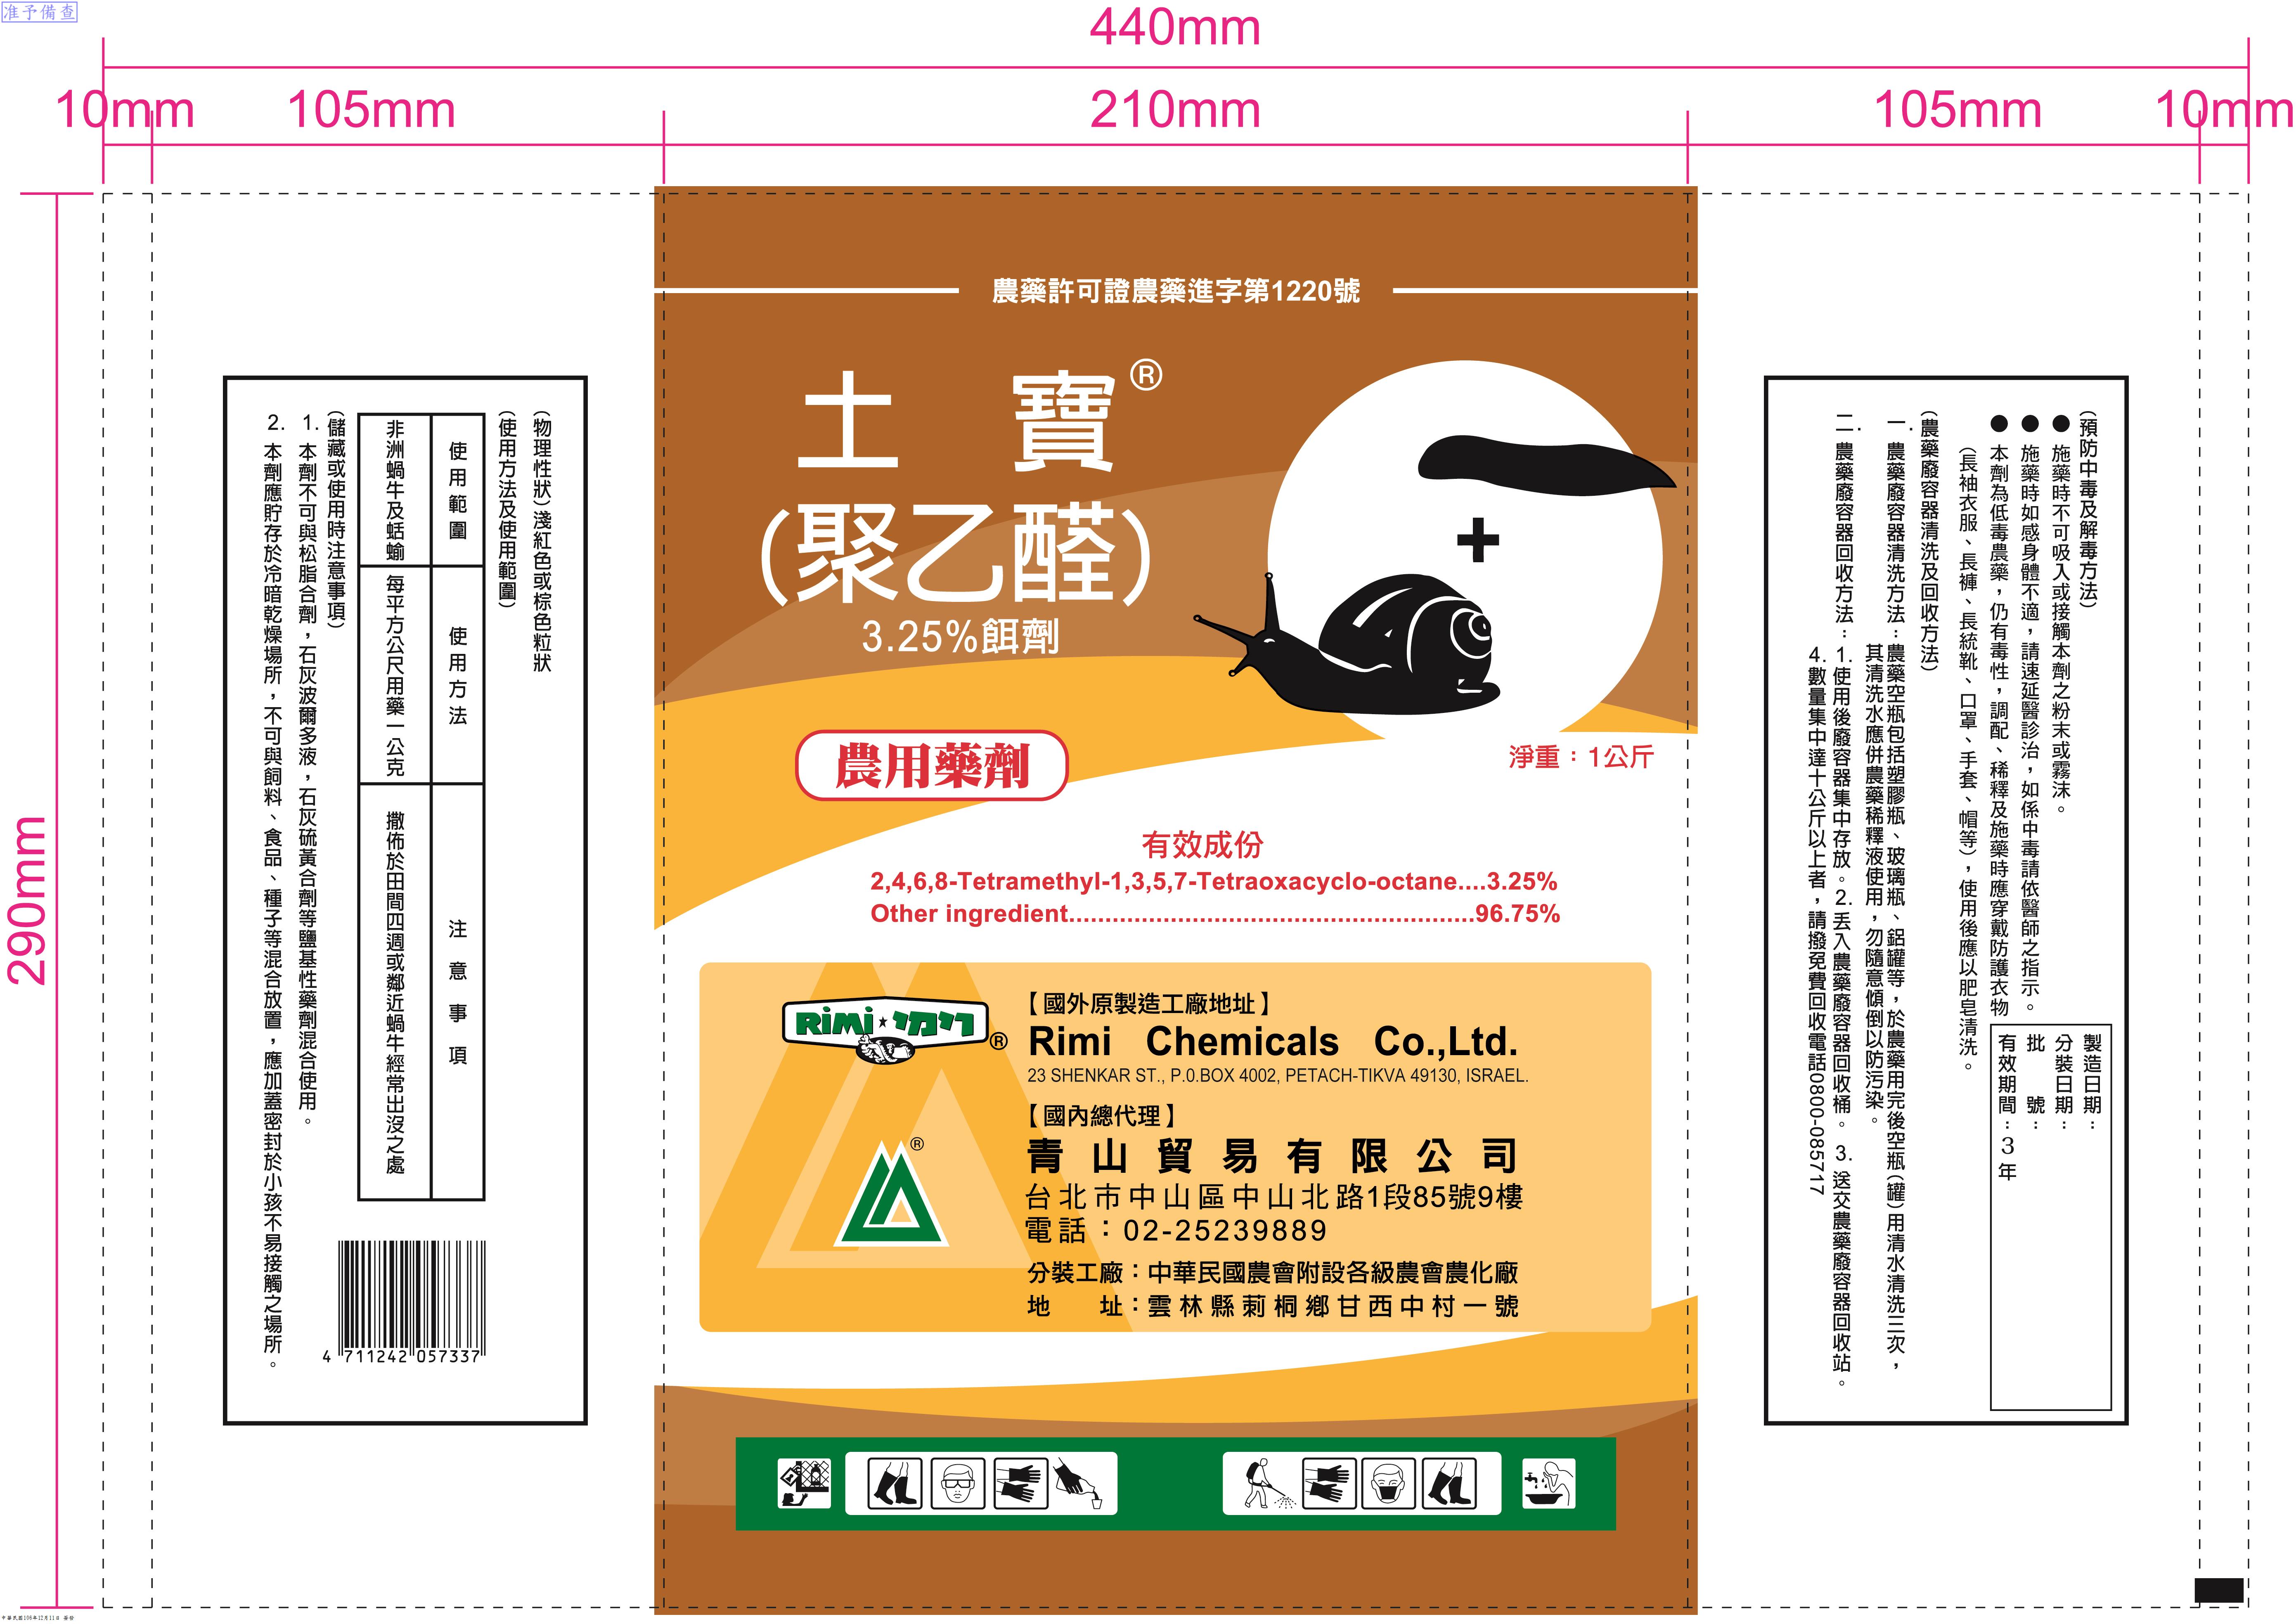 准予備查
440mm
10mm
105mm
210mm
105mm
10mm
290mm
(物理性狀)淺紅色或棕色粒狀
(使用方法及使用範圍)
使用範圍
使用方法
注意事項
非洲蝸牛及蛞蝓
每平方公尺用藥一公克
撒佈於田間四週或鄰近蝸牛經常出沒之處
(儲藏或使用時注意事項)
1. 本劑不可與松脂合劑，石灰波爾多液，石灰硫黃合劑等鹽基性藥劑混合使用。
2. 本劑應貯存於冷暗乾燥場所，不可與飼料、食品、種子等混合放置，應加蓋密封於小孩不易接觸之場所。
4 711242 057337
農藥許可證農藥進字第1220號
土寶®
(聚乙醛)
3.25%餌劑
+
農用藥劑
淨重：1公斤
有效成份
2,4,6,8-Tetramethyl-1,3,5,7-Tetraoxacyclo-octane....3.25%
Other ingredient........................................................96.75%
RiMi★רימי®
【國外原製造工廠地址】
Rimi Chemicals Co.,Ltd.
23 SHENKAR ST., P.0.BOX 4002, PETACH-TIKVA 49130, ISRAEL.
【國內總代理】
®
青山貿易有限公司
台北市中山區中山北路1段85號9樓
電話：02-25239889
分裝工廠：中華民國農會附設各級農會農化廠
地　　址：雲林縣莿桐鄉甘西中村一號
(預防中毒及解毒方法)
● 施藥時不可吸入或接觸本劑之粉末或霧沫。
● 施藥時如感身體不適，請速延醫診治，如係中毒請依醫師之指示。
● 本劑為低毒農藥，仍有毒性，調配、稀釋及施藥時應穿戴防護衣物
(長袖衣服、長褲、長統靴、口罩、手套、帽等)，使用後應以肥皂清洗。
(農藥廢容器清洗及回收方法)
一. 農藥廢容器清洗方法：農藥空瓶包括塑膠瓶、玻璃瓶、鋁罐等，於農藥用完後空瓶(罐)用清水清洗三次，
其清洗水應併農藥稀釋液使用，勿隨意傾倒以防污染。
二. 農藥廢容器回收方法：1.使用後廢容器集中存放。2.丟入農藥廢容器回收桶。3.送交農藥廢容器回收站。
4.數量集中達十公斤以上者，請撥免費回收電話0800-085717
製造日期：
分裝日期：
批　　號：
有效期間：3年
中華民國106年12月11日